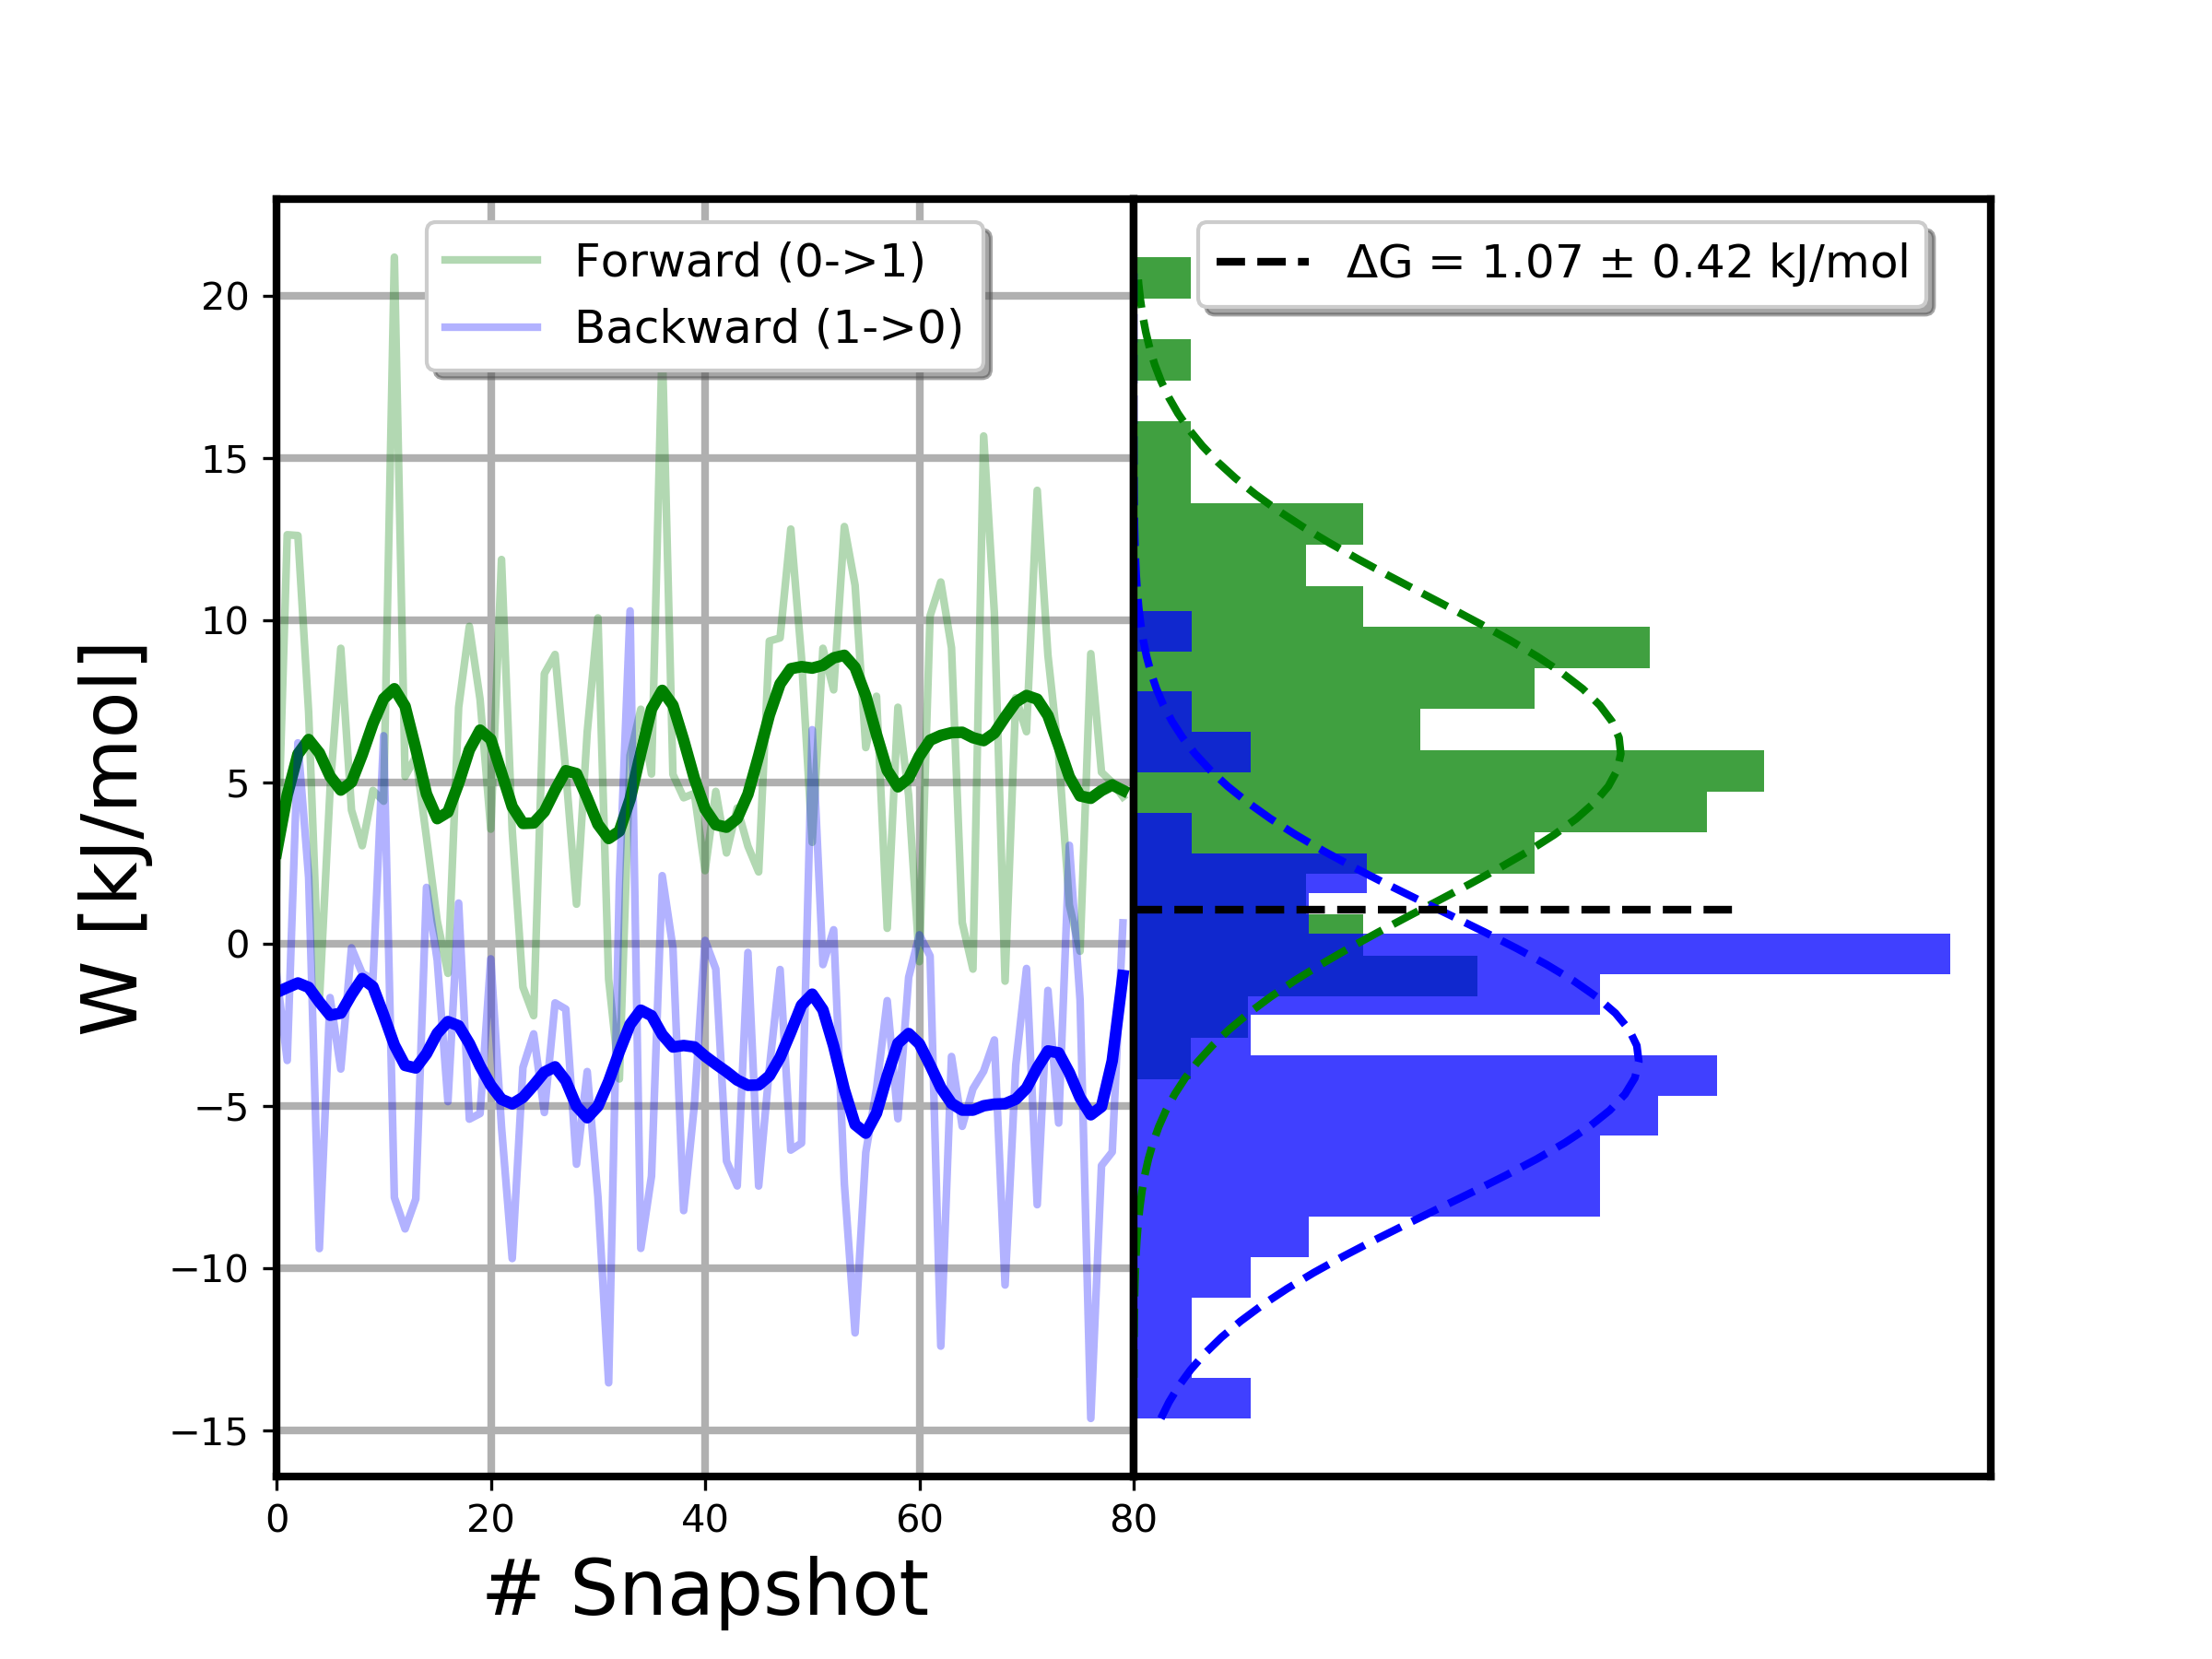 Forward (0->1)
Backward (1->0)
ΔG = 1.07 ± 0.42 kJ/mol
W [kJ/mol]
20
15
10
5
0
−5
−10
−15
0 20 40 60 80
# Snapshot